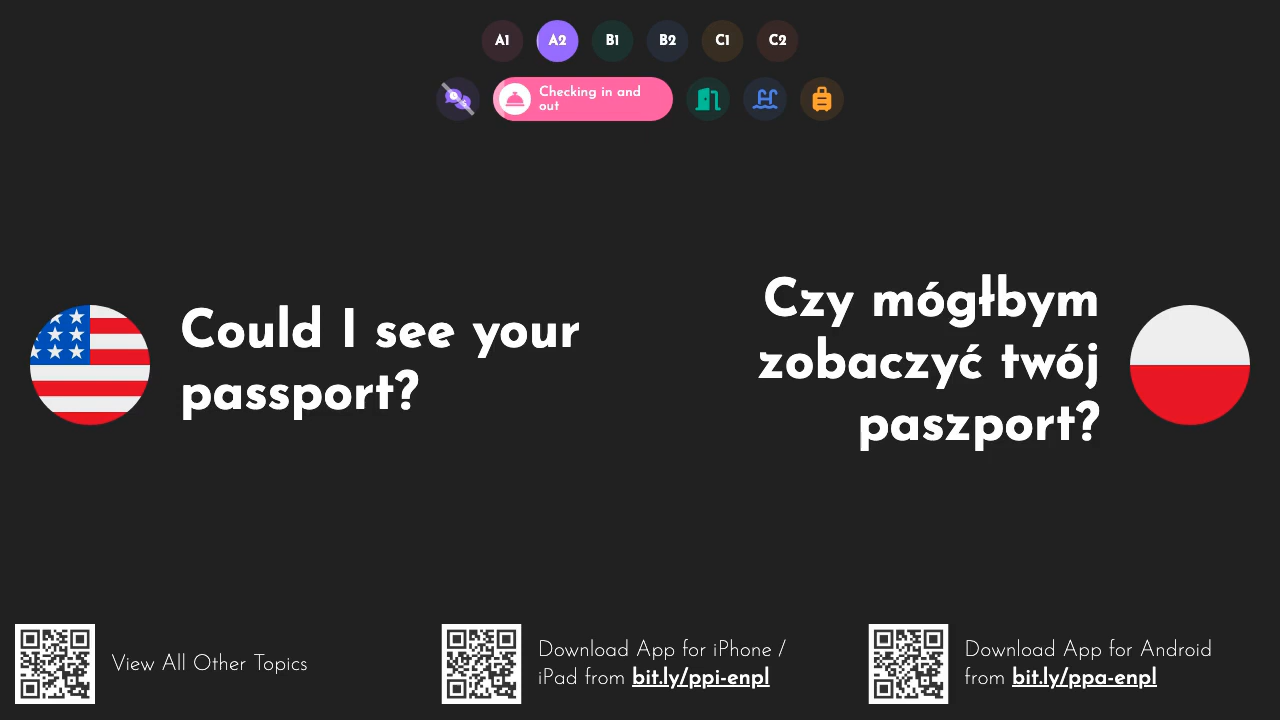 A1 A2 B1 B2 C1 C2
Checking in and
out
Could I see your
passport?
Czy mógłbym
zobaczyć twój
paszport?
View All Other Topics
Download App for iPhone /
iPad from bit.ly/ppi-enpl
Download App for Android
from bit.ly/ppa-enpl